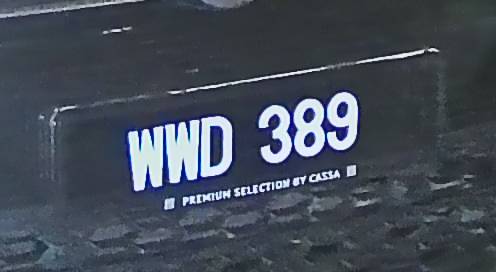 WWD 389
PREMIUM SELECTION BY CASSA